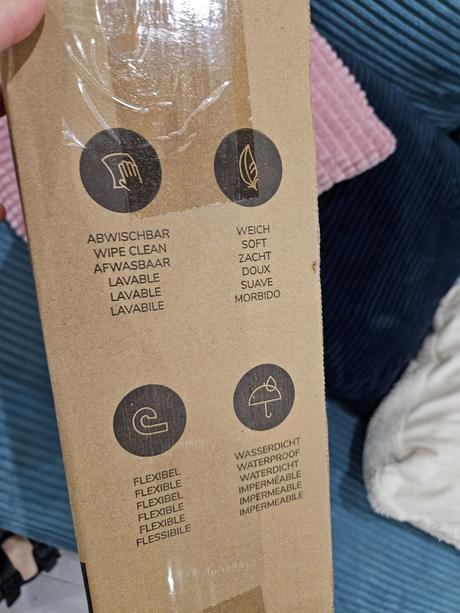 ABWISCHBAR
WIPE CLEAN
AFWASBAAR
LAVABLE
LAVABLE
LAVABILE
WEICH
SOFT
ZACHT
DOUX
SUAVE
MORBIDO
FLEXIBEL
FLEXIBLE
FLEXIBEL
FLEXIBLE
FLEXIBLE
FLESSIBILE
WASSERDICHT
WATERPROOF
WATERDICHT
IMPERMÉABLE
IMPERMEABLE
IMPERMEABILE